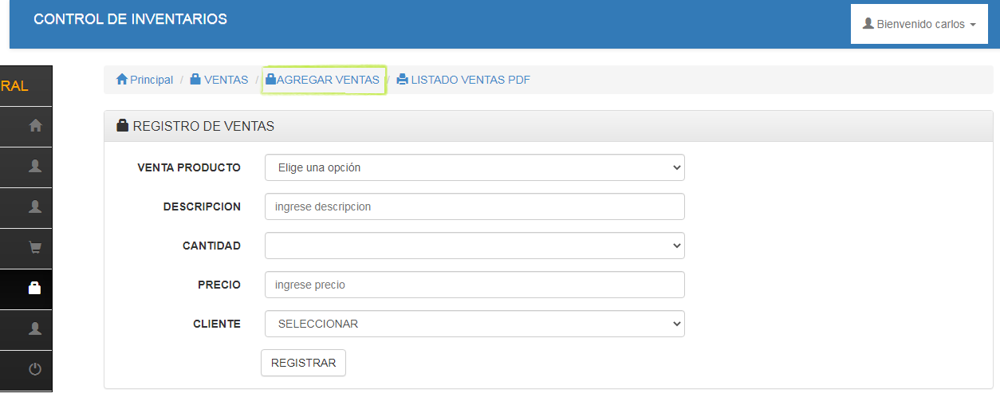 CONTROL DE INVENTARIOS
Bienvenido carlos
RAL
Principal / VENTAS / AGREGAR VENTAS / LISTADO VENTAS PDF
REGISTRO DE VENTAS
VENTA PRODUCTO Elige una opción
DESCRIPCION ingrese descripcion
CANTIDAD
PRECIO ingrese precio
CLIENTE SELECCIONAR
REGISTRAR